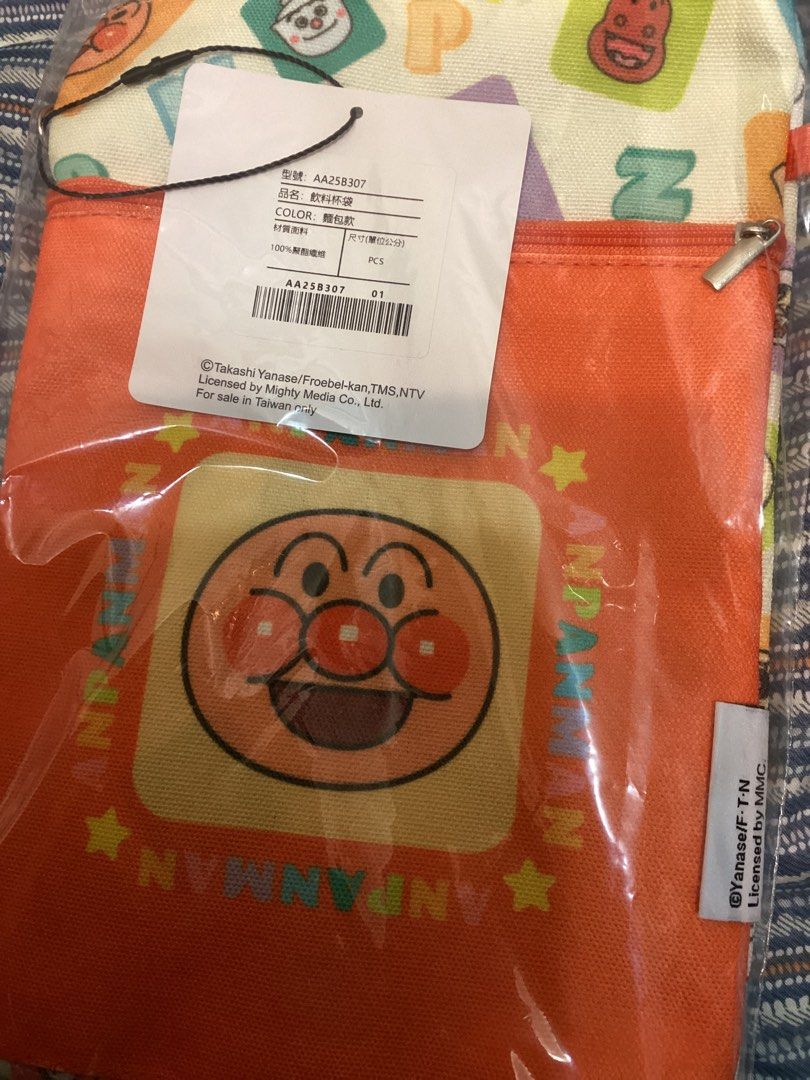 P
N
型號: AA25B307
品名: 飲料杯袋
COLOR: 麵包款
材質面料
尺寸(單位公分)
100%聚酯纖維
PCS
AA25B307 01
©Takashi Yanase/Froebel-kan,TMS,NTV
Licensed by Mighty Media Co., Ltd.
For sale in Taiwan only
ANPANMAN
ANPANMAN
ANPANMAN
©Yanase/F·T·N
Licensed by MMC.